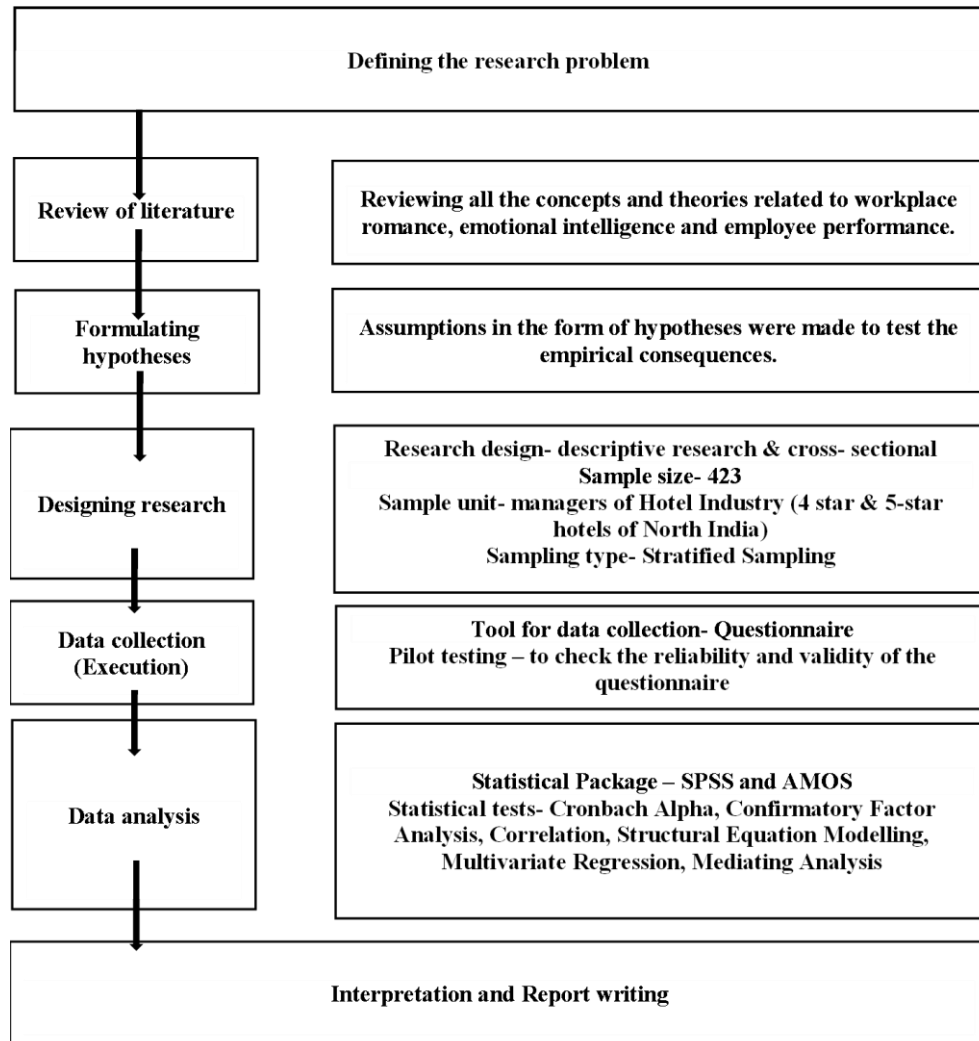 Defining the research problem
Review of literature
Reviewing all the concepts and theories related to workplace
romance, emotional intelligence and employee performance.
Formulating
hypotheses
Assumptions in the form of hypotheses were made to test the
empirical consequences.
Designing research
Research design- descriptive research & cross- sectional
Sample size- 423
Sample unit- managers of Hotel Industry (4 star & 5-star
hotels of North India)
Sampling type- Stratified Sampling
Data collection
(Execution)
Tool for data collection- Questionnaire
Pilot testing – to check the reliability and validity of the
questionnaire
Data analysis
Statistical Package – SPSS and AMOS
Statistical tests- Cronbach Alpha, Confirmatory Factor
Analysis, Correlation, Structural Equation Modelling,
Multivariate Regression, Mediating Analysis
Interpretation and Report writing